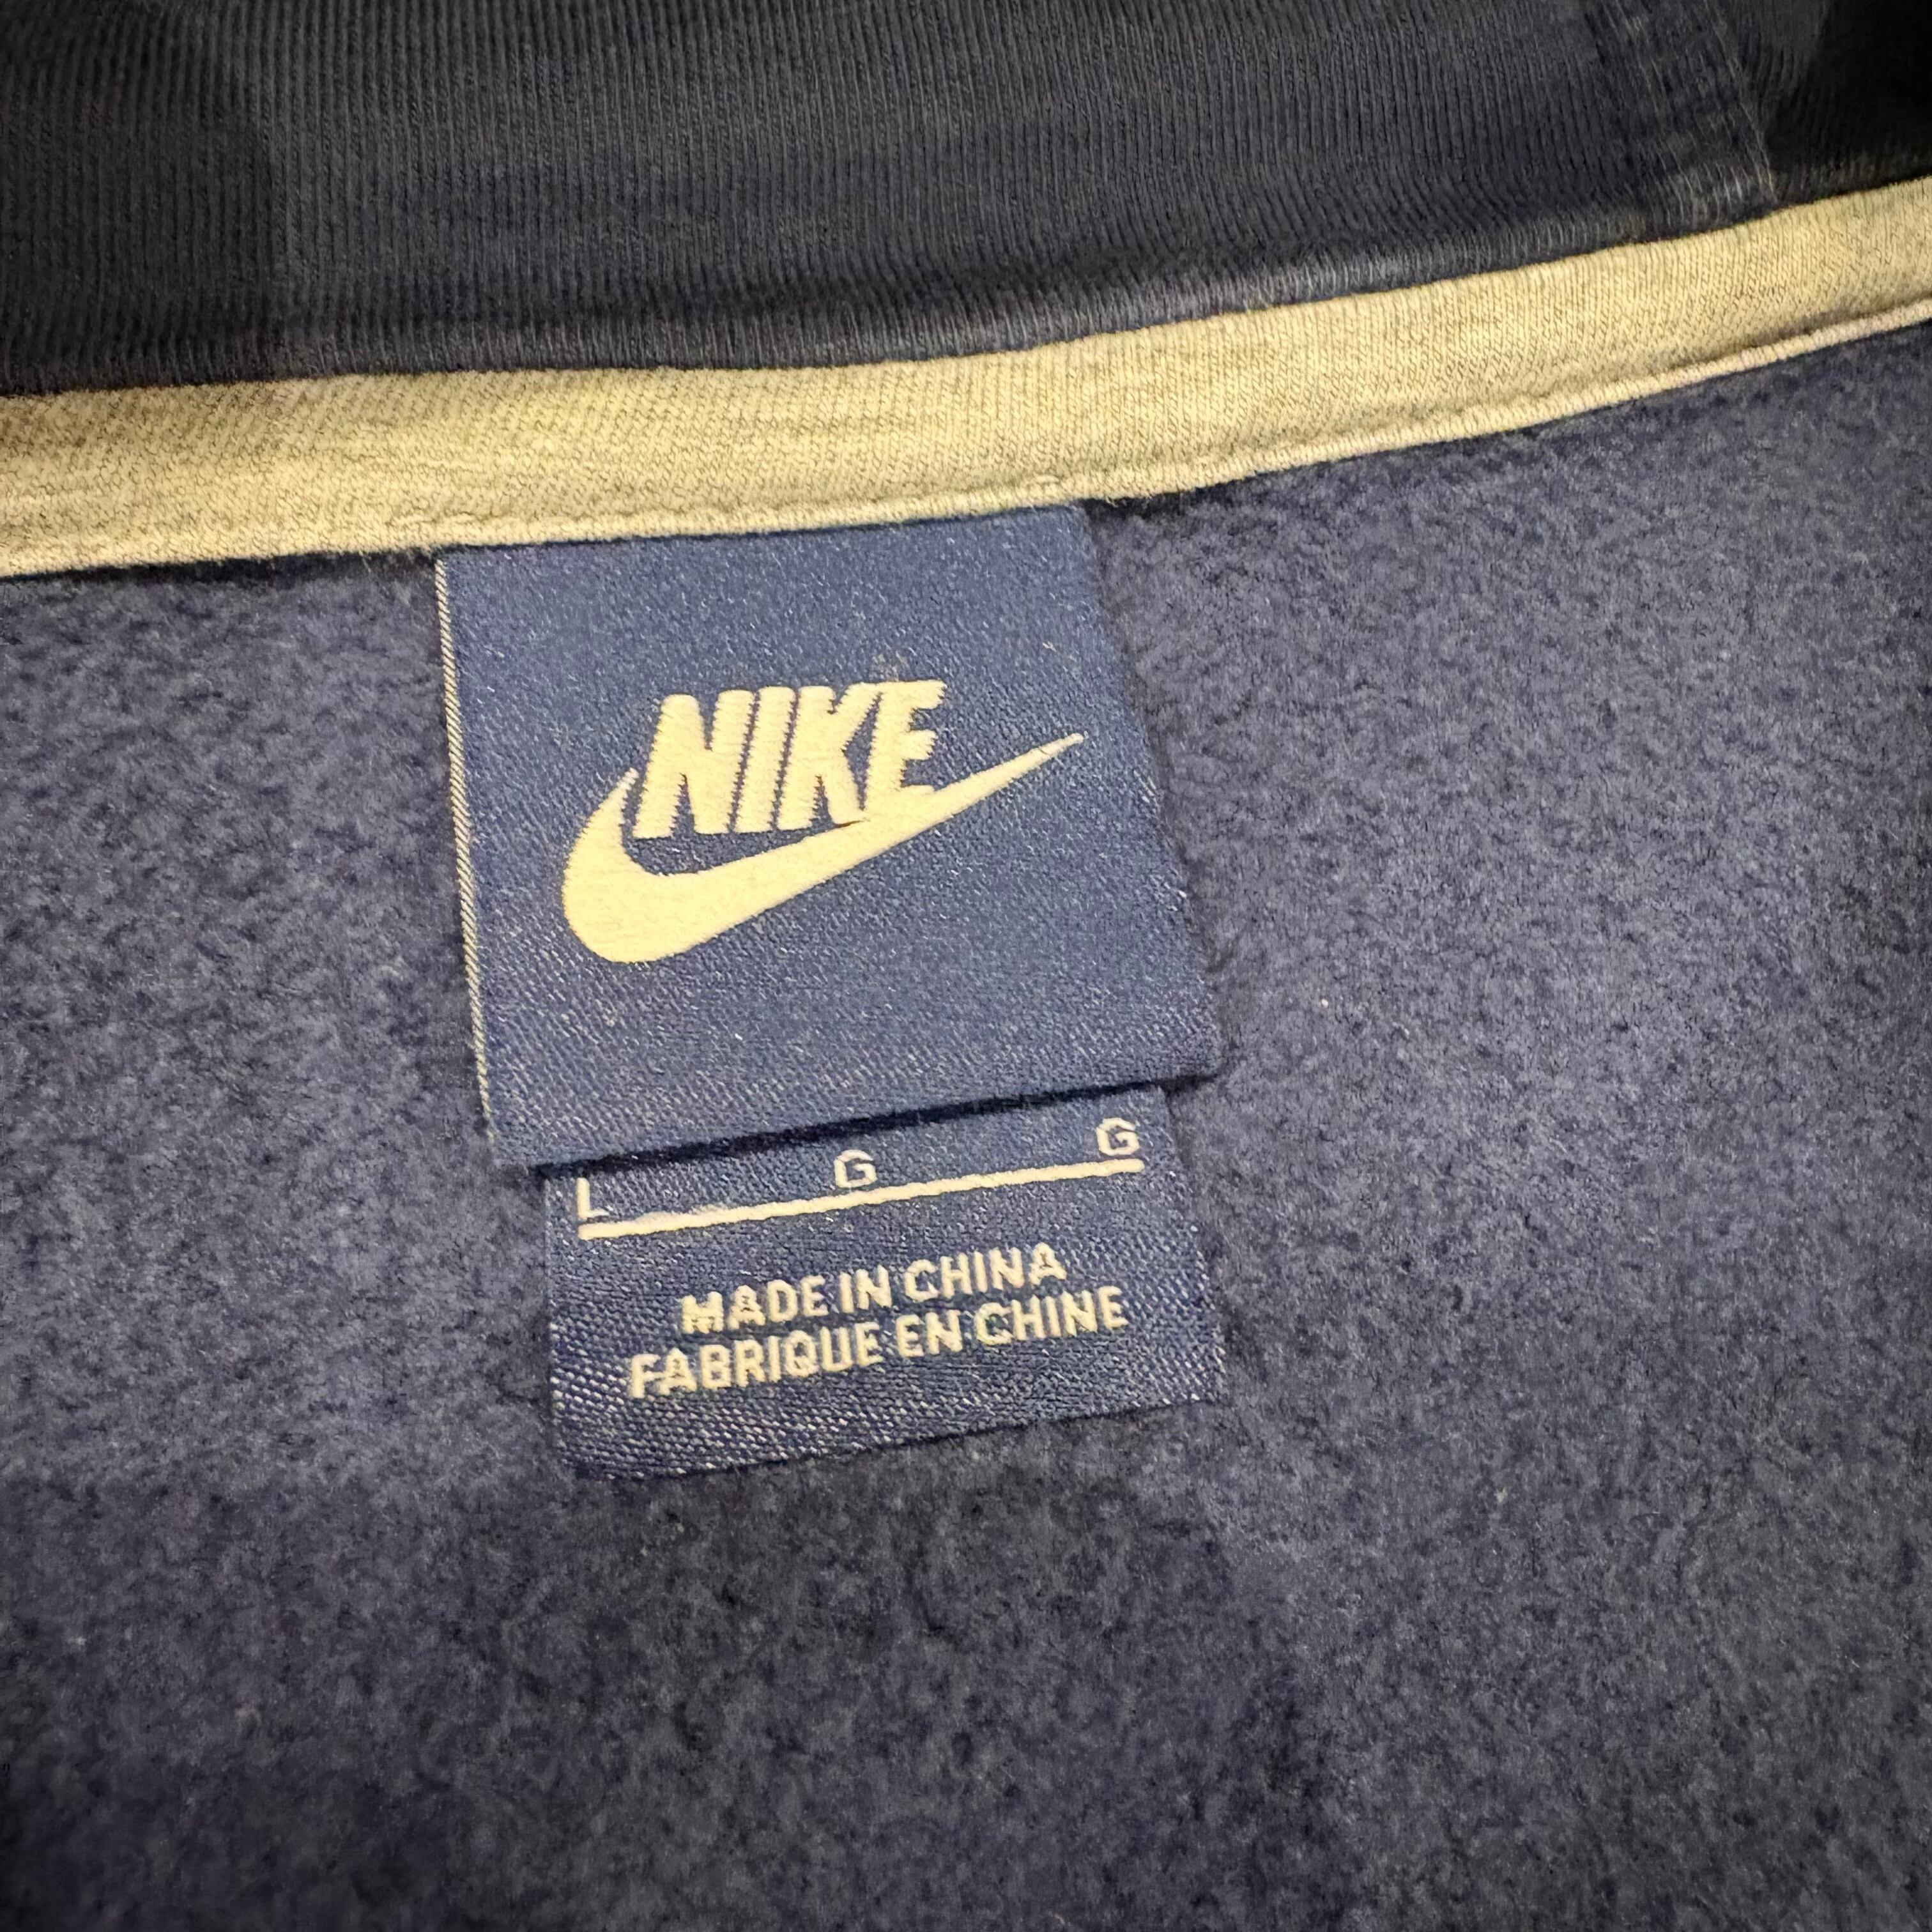 NIKE
L G G
MADE IN CHINA
FABRIQUE EN CHINE